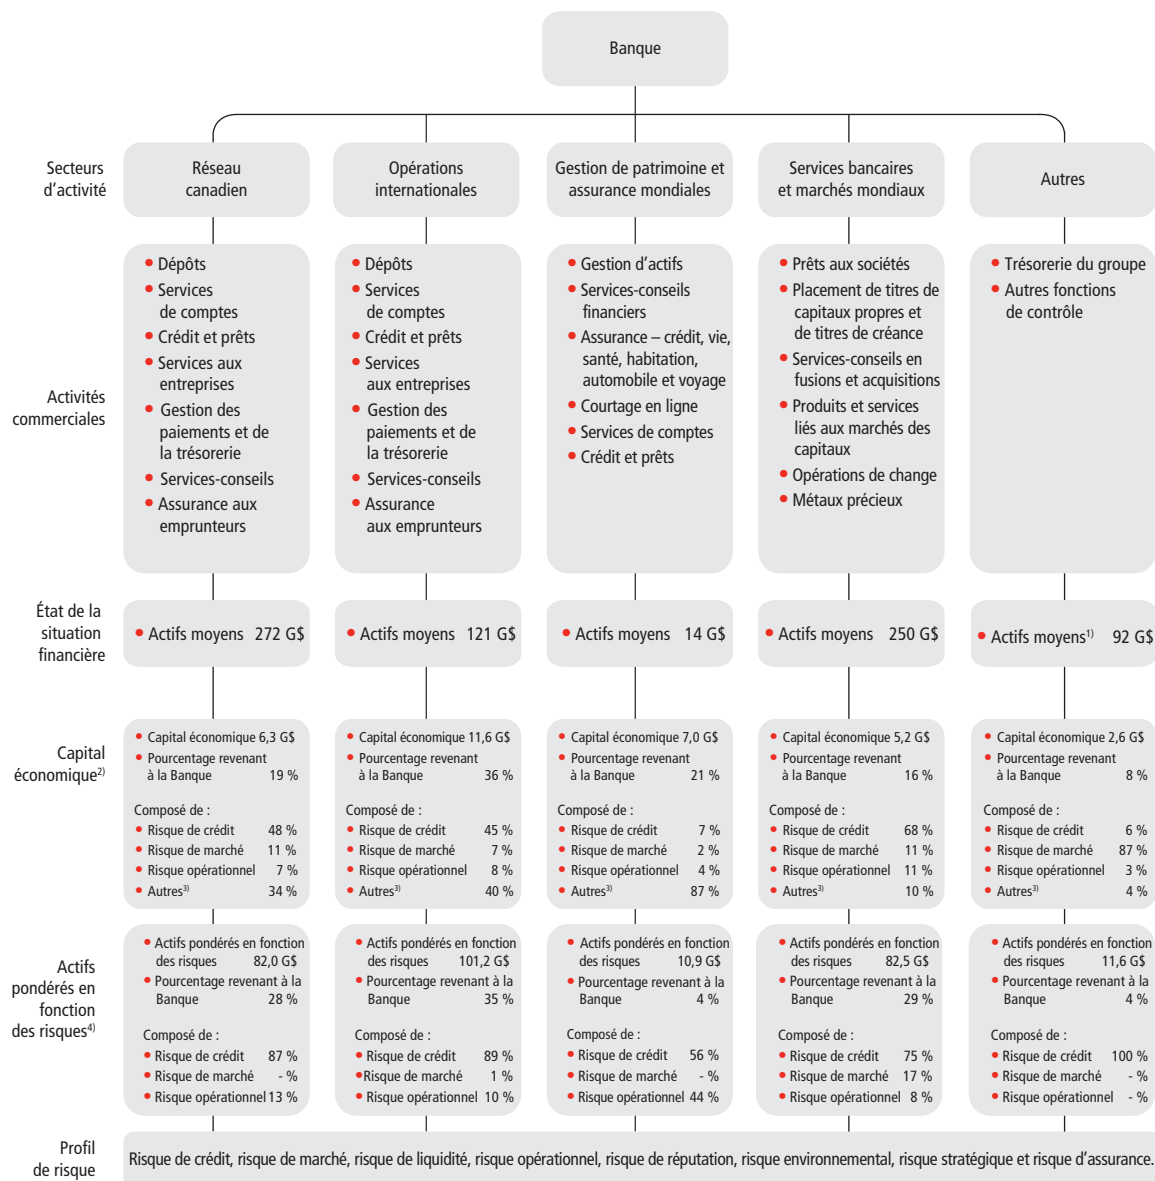 Banque
Secteurs
d’activité
Réseau
canadien
Opérations
internationales
Gestion de patrimoine et
assurance mondiales
Services bancaires
et marchés mondiaux
Autres
Activités
commerciales
• Dépôts
• Services
de comptes
• Crédit et prêts
• Services aux
entreprises
• Gestion des
paiements et de
la trésorerie
• Services-conseils
• Assurance aux
emprunteurs
• Dépôts
• Services
de comptes
• Crédit et prêts
• Services
aux entreprises
• Gestion des
paiements et de
la trésorerie
• Services-conseils
• Assurance
aux emprunteurs
• Gestion d’actifs
• Services-conseils
financiers
• Assurance – crédit, vie,
santé, habitation,
automobile et voyage
• Courtage en ligne
• Services de comptes
• Crédit et prêts
• Prêts aux sociétés
• Placement de titres de
capitaux propres et
de titres de créance
• Services-conseils en
fusions et acquisitions
• Produits et services
liés aux marchés des
capitaux
• Opérations de change
• Métaux précieux
• Trésorerie du groupe
• Autres fonctions
de contrôle
État de la
situation
financière
• Actifs moyens 272 G$
• Actifs moyens 121 G$
• Actifs moyens 14 G$
• Actifs moyens 250 G$
• Actifs moyens1) 92 G$
Capital
économique2)
• Capital économique 6,3 G$
• Pourcentage revenant
à la Banque 19 %
Composé de :
• Risque de crédit 48 %
• Risque de marché 11 %
• Risque opérationnel 7 %
• Autres3) 34 %
• Capital économique 11,6 G$
• Pourcentage revenant
à la Banque 36 %
Composé de :
• Risque de crédit 45 %
• Risque de marché 7 %
• Risque opérationnel 8 %
• Autres3) 40 %
• Capital économique 7,0 G$
• Pourcentage revenant
à la Banque 21 %
Composé de :
• Risque de crédit 7 %
• Risque de marché 2 %
• Risque opérationnel 4 %
• Autres3) 87 %
• Capital économique 5,2 G$
• Pourcentage revenant
à la Banque 16 %
Composé de :
• Risque de crédit 68 %
• Risque de marché 11 %
• Risque opérationnel 11 %
• Autres3) 10 %
• Capital économique 2,6 G$
• Pourcentage revenant
à la Banque 8 %
Composé de :
• Risque de crédit 6 %
• Risque de marché 87 %
• Risque opérationnel 3 %
• Autres3) 4 %
Actifs
pondérés en
fonction
des risques4)
• Actifs pondérés en fonction
des risques 82,0 G$
• Pourcentage revenant à la
Banque 28 %
Composé de :
• Risque de crédit 87 %
• Risque de marché - %
• Risque opérationnel 13 %
• Actifs pondérés en fonction
des risques 101,2 G$
• Pourcentage revenant à la
Banque 35 %
Composé de :
• Risque de crédit 89 %
• Risque de marché 1 %
• Risque opérationnel 10 %
• Actifs pondérés en fonction
des risques 10,9 G$
• Pourcentage revenant à la
Banque 4 %
Composé de :
• Risque de crédit 56 %
• Risque de marché - %
• Risque opérationnel 44 %
• Actifs pondérés en fonction
des risques 82,5 G$
• Pourcentage revenant à la
Banque 29 %
Composé de :
• Risque de crédit 75 %
• Risque de marché 17 %
• Risque opérationnel 8 %
• Actifs pondérés en fonction
des risques 11,6 G$
• Pourcentage revenant à la
Banque 4 %
Composé de :
• Risque de crédit 100 %
• Risque de marché - %
• Risque opérationnel - %
Profil
de risque
Risque de crédit, risque de marché, risque de liquidité, risque opérationnel, risque de réputation, risque environnemental, risque stratégique et risque d’assurance.